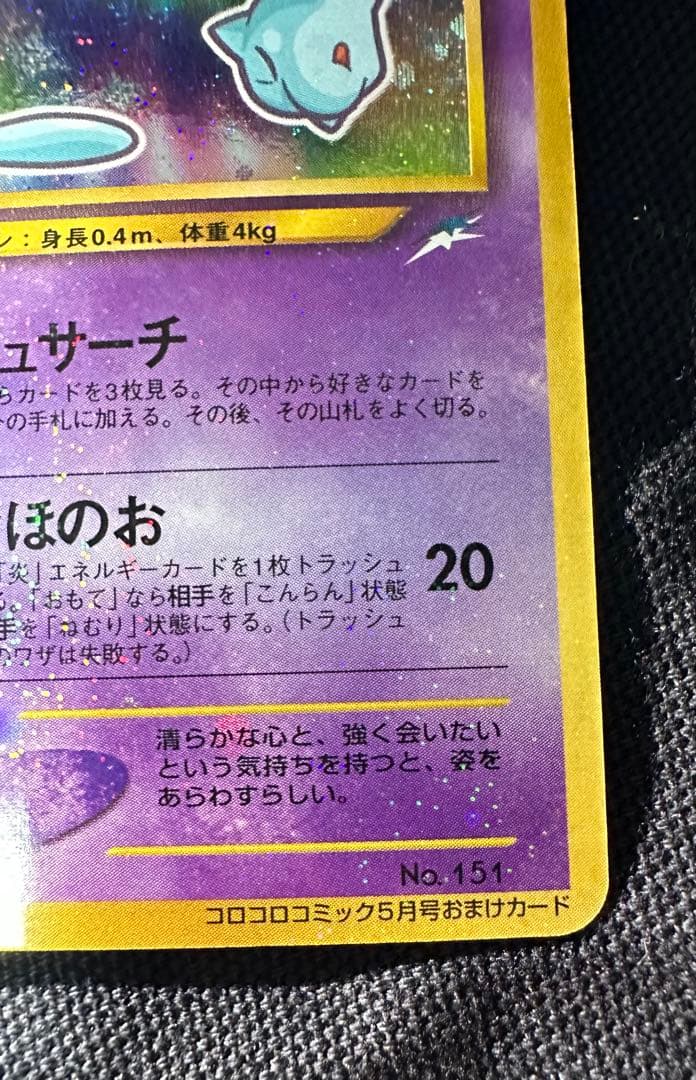 ン：身長0.4m、体重4kg
ュサーチ
らカードを3枚見る。その中から好きなカードを
の手札に加える。その後、その山札をよく切る。
ほのお
「炎」エネルギーカードを1枚トラッシュ
。「おもて」なら相手を「こんらん」状態
手を「ねむり」状態にする。（トラッシュ
のワザは失敗する。）
20
清らかな心と、強く会いたい
という気持ちを持つと、姿を
あらわすらしい。
No. 151
コロコロコミック5月号おまけカード